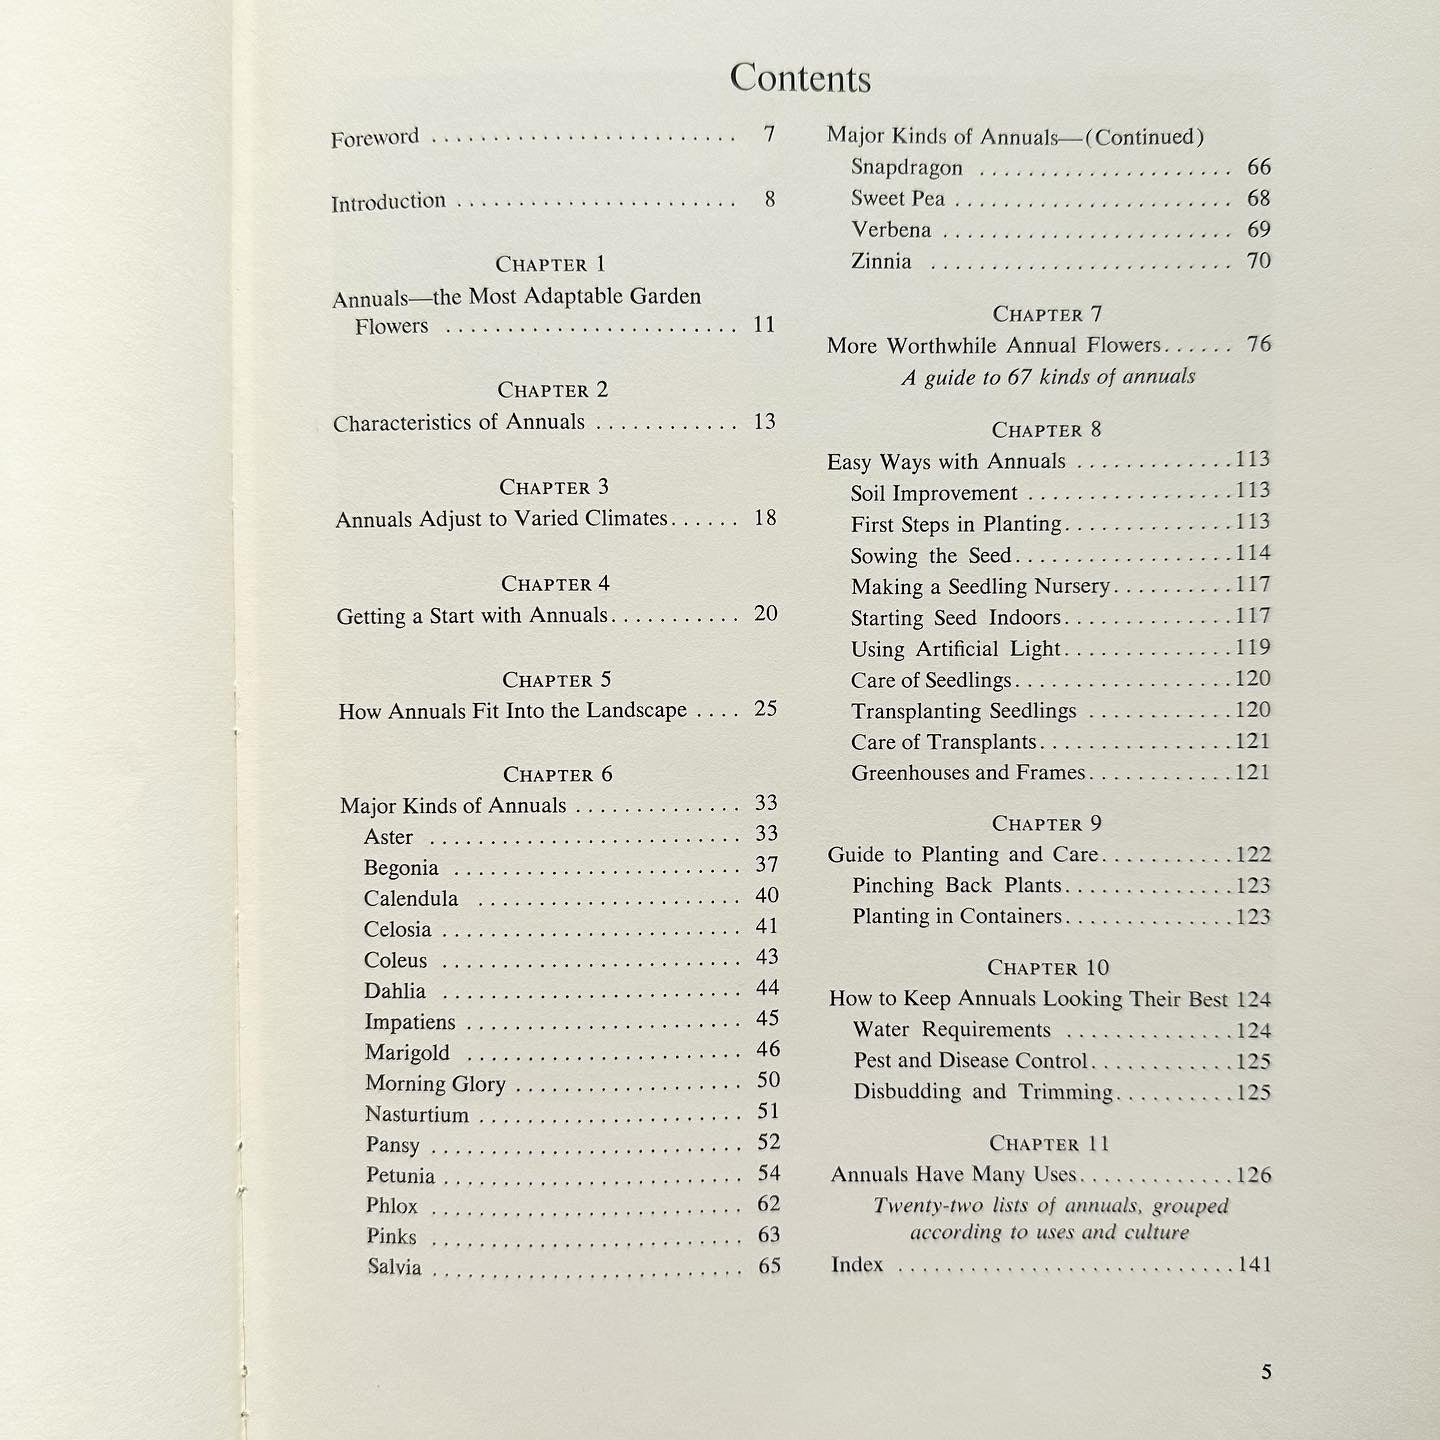 Contents
Foreword ........................ 7
Introduction ....................... 8
CHAPTER 1
Annuals—the Most Adaptable Garden
Flowers ........................ 11
CHAPTER 2
Characteristics of Annuals ............ 13
CHAPTER 3
Annuals Adjust to Varied Climates...... 18
CHAPTER 4
Getting a Start with Annuals........... 20
CHAPTER 5
How Annuals Fit Into the Landscape .... 25
CHAPTER 6
Major Kinds of Annuals .............. 33
Aster .......................... 33
Begonia ........................ 37
Calendula ...................... 40
Celosia ......................... 41
Coleus ......................... 43
Dahlia ......................... 44
Impatiens ....................... 45
Marigold ....................... 46
Morning Glory ................... 50
Nasturtium ...................... 51
Pansy .......................... 52
Petunia ......................... 54
Phlox .......................... 62
Pinks .......................... 63
Salvia .......................... 65
Major Kinds of Annuals—(Continued)
Snapdragon ..................... 66
Sweet Pea ....................... 68
Verbena ........................ 69
Zinnia ......................... 70
CHAPTER 7
More Worthwhile Annual Flowers...... 76
A guide to 67 kinds of annuals
CHAPTER 8
Easy Ways with Annuals .............113
Soil Improvement .................113
First Steps in Planting..............113
Sowing the Seed..................114
Making a Seedling Nursery..........117
Starting Seed Indoors..............117
Using Artificial Light..............119
Care of Seedlings..................120
Transplanting Seedlings ............120
Care of Transplants................121
Greenhouses and Frames............121
CHAPTER 9
Guide to Planting and Care...........122
Pinching Back Plants..............123
Planting in Containers..............123
CHAPTER 10
How to Keep Annuals Looking Their Best 124
Water Requirements ..............124
Pest and Disease Control............125
Disbudding and Trimming..........125
CHAPTER 11
Annuals Have Many Uses.............126
Twenty-two lists of annuals, grouped
according to uses and culture
Index ............................141
5